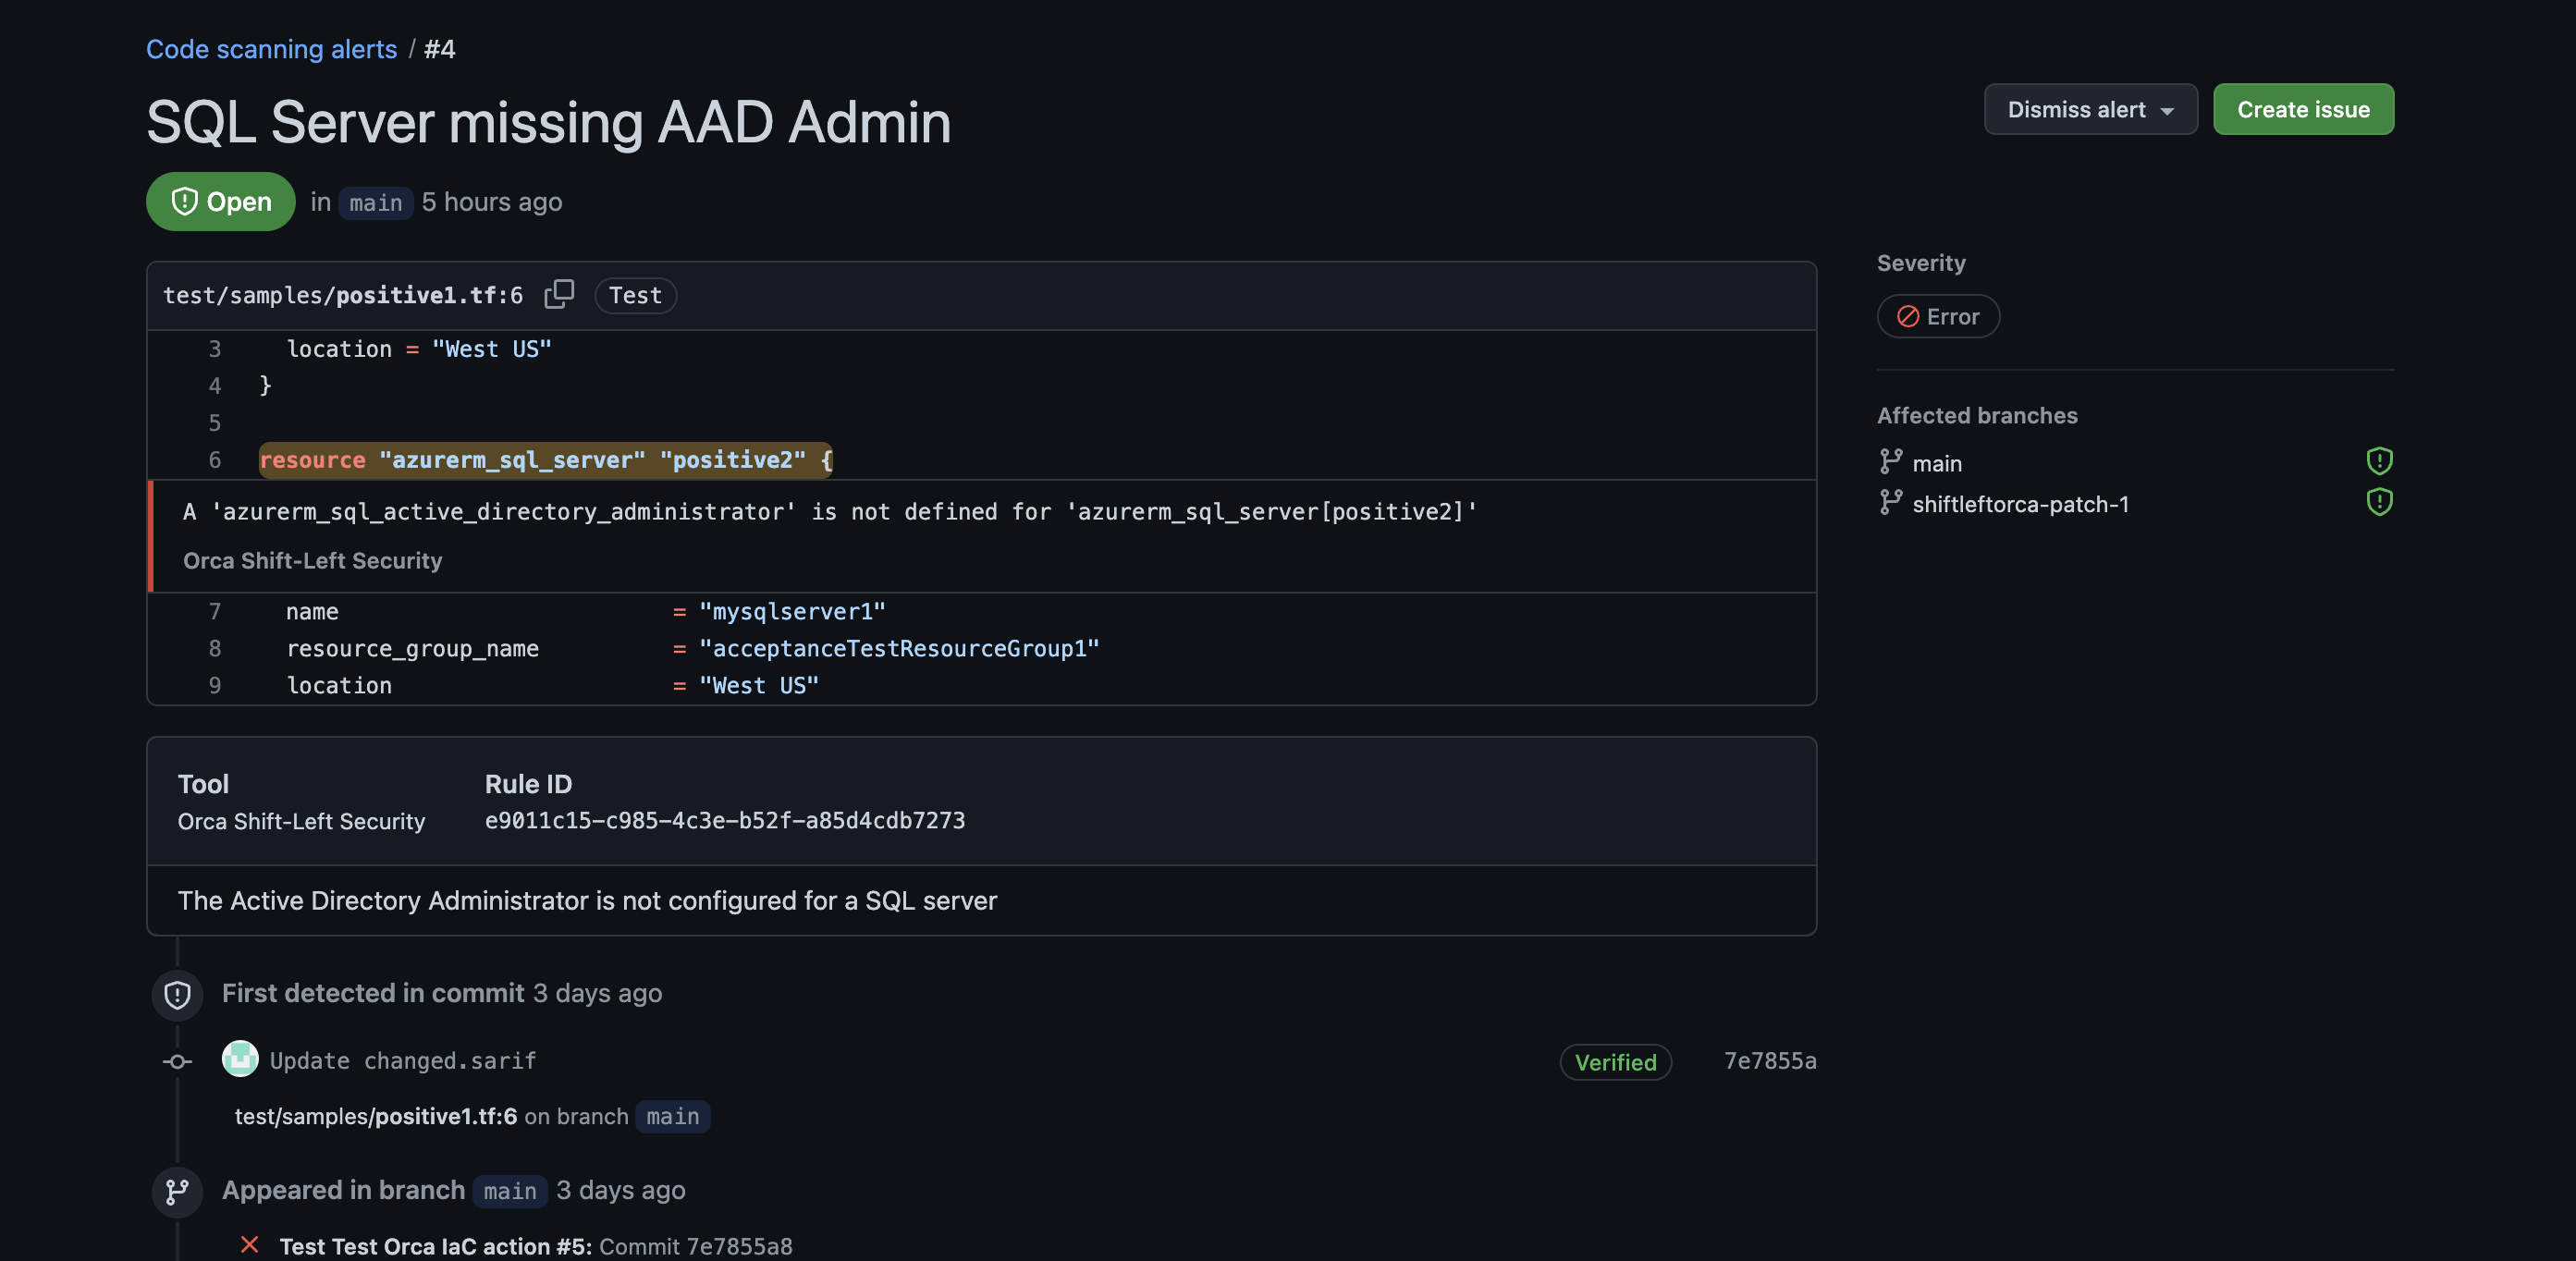 Code scanning alerts / #4
SQL Server missing AAD Admin
Dismiss alert
Create issue
Open in main 5 hours ago
test/samples/positive1.tf:6 Test
3 location = "West US"
4 }
5
6 resource "azurerm_sql_server" "positive2" {
A 'azurerm_sql_active_directory_administrator' is not defined for 'azurerm_sql_server[positive2]'
Orca Shift-Left Security
7 name = "mysqlserver1"
8 resource_group_name = "acceptanceTestResourceGroup1"
9 location = "West US"
Severity
Error
Affected branches
main
shiftleftorca-patch-1
Tool Rule ID
Orca Shift-Left Security e9011c15-c985-4c3e-b52f-a85d4cdb7273
The Active Directory Administrator is not configured for a SQL server
First detected in commit 3 days ago
Update changed.sarif Verified 7e7855a
test/samples/positive1.tf:6 on branch main
Appeared in branch main 3 days ago
Test Test Orca IaC action #5: Commit 7e7855a8